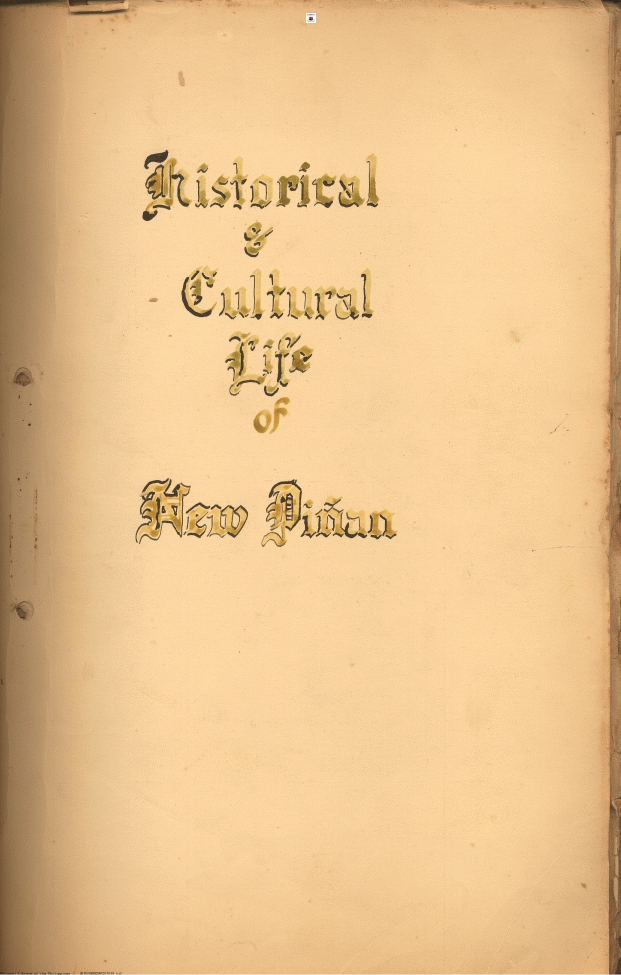 Historical
&
Cultural
Life
of
New Piñan